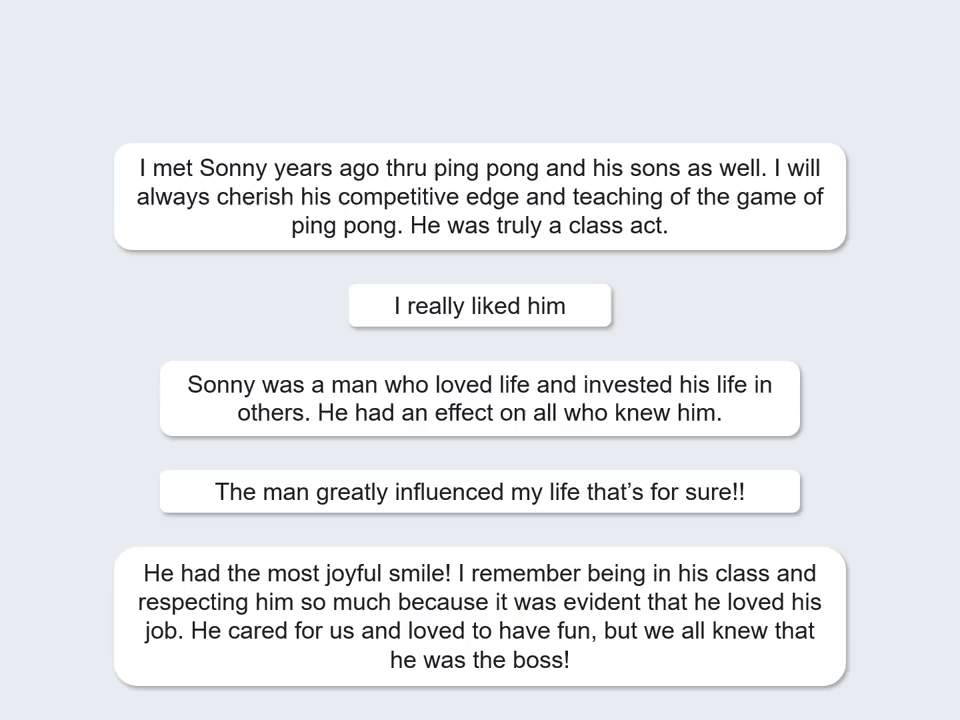 I met Sonny years ago thru ping pong and his sons as well. I will
always cherish his competitive edge and teaching of the game of
ping pong. He was truly a class act.
I really liked him
Sonny was a man who loved life and invested his life in
others. He had an effect on all who knew him.
The man greatly influenced my life that’s for sure!!
He had the most joyful smile! I remember being in his class and
respecting him so much because it was evident that he loved his
job. He cared for us and loved to have fun, but we all knew that
he was the boss!